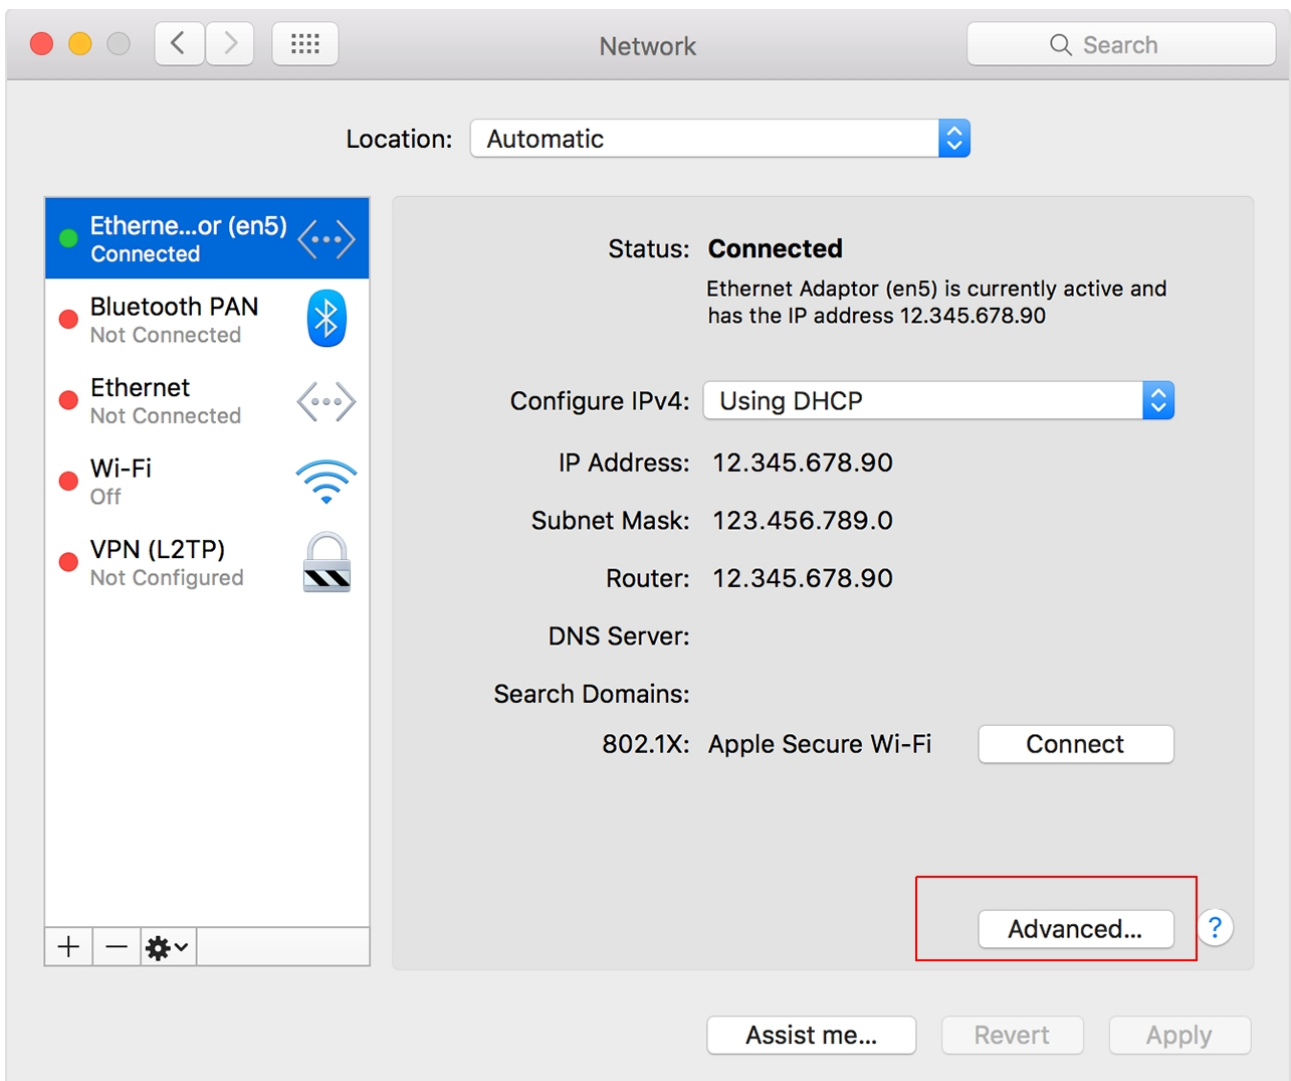 Network
Search
Location: Automatic
Etherne...or (en5)
Connected
Bluetooth PAN
Not Connected
Ethernet
Not Connected
Wi-Fi
Off
VPN (L2TP)
Not Configured
Status: Connected
Ethernet Adaptor (en5) is currently active and
has the IP address 12.345.678.90
Configure IPv4: Using DHCP
IP Address: 12.345.678.90
Subnet Mask: 123.456.789.0
Router: 12.345.678.90
DNS Server:
Search Domains:
802.1X: Apple Secure Wi-Fi Connect
Advanced... ?
Assist me... Revert Apply